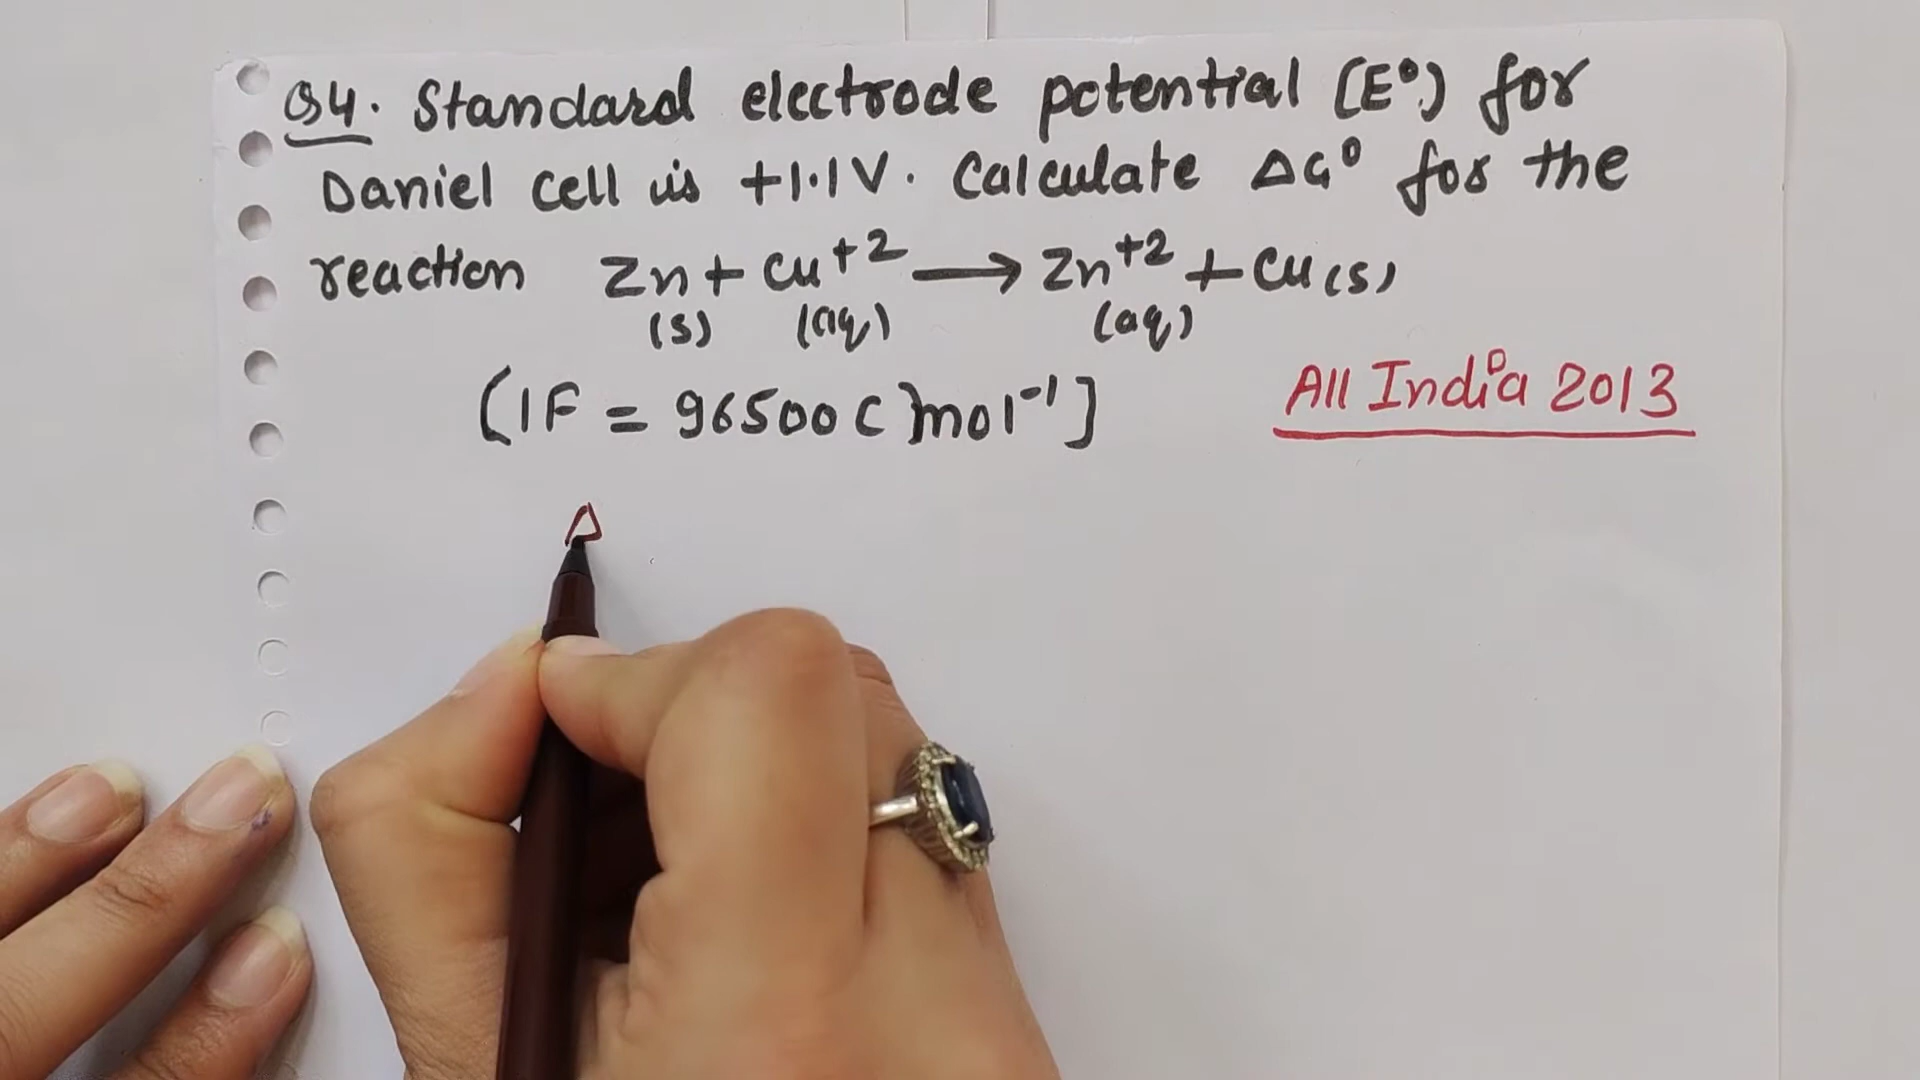 Q4. Standard electrode potential (E°) for
Daniel cell is +1.1V. Calculate ΔG° for the
reaction Zn + Cu+2 → Zn+2 + Cu(s)
(s) (aq) (aq)
(1F = 96500 C mol-1)
All India 2013
Δ